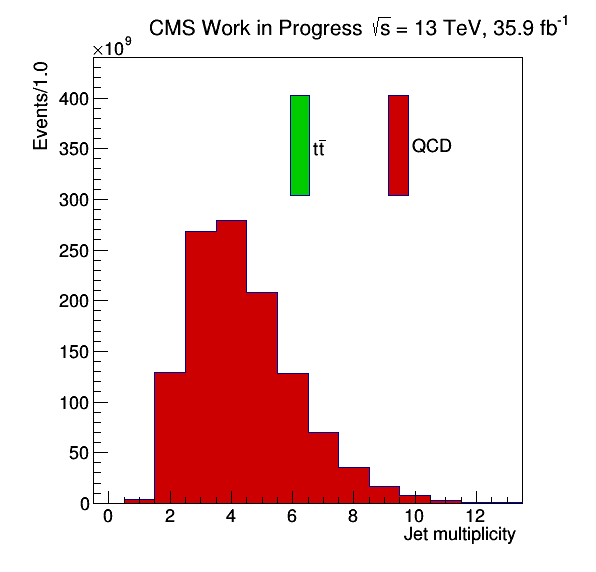 CMS Work in Progress √s = 13 TeV, 35.9 fb⁻¹
×10⁹
Events/1.0
400
350
300
250
200
150
100
50
0
tt̅
QCD
0 2 4 6 8 10 12
Jet multiplicity